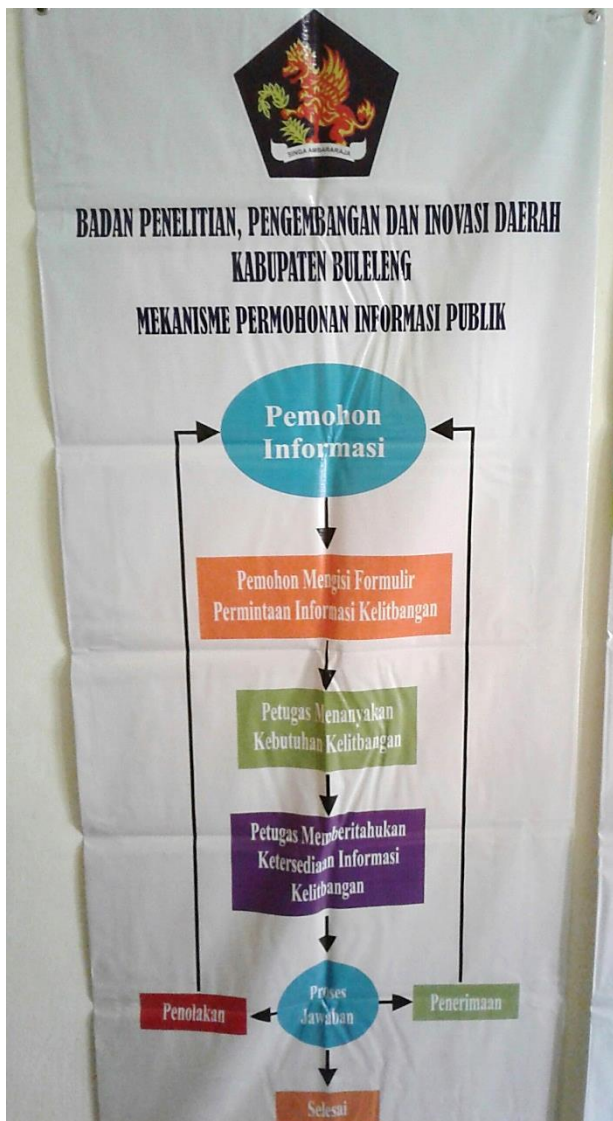 SINGA AMBARARAJA
BADAN PENELITIAN, PENGEMBANGAN DAN INOVASI DAERAH
KABUPATEN BULELENG
MEKANISME PERMOHONAN INFORMASI PUBLIK
Pemohon
Informasi
Pemohon Mengisi Formulir
Permintaan Informasi Kelitbangan
Petugas Menanyakan
Kebutuhan Kelitbangan
Petugas Memberitahukan
Ketersediaan Informasi
Kelitbangan
Penolakan
Proses
Jawaban
Penerimaan
Selesai